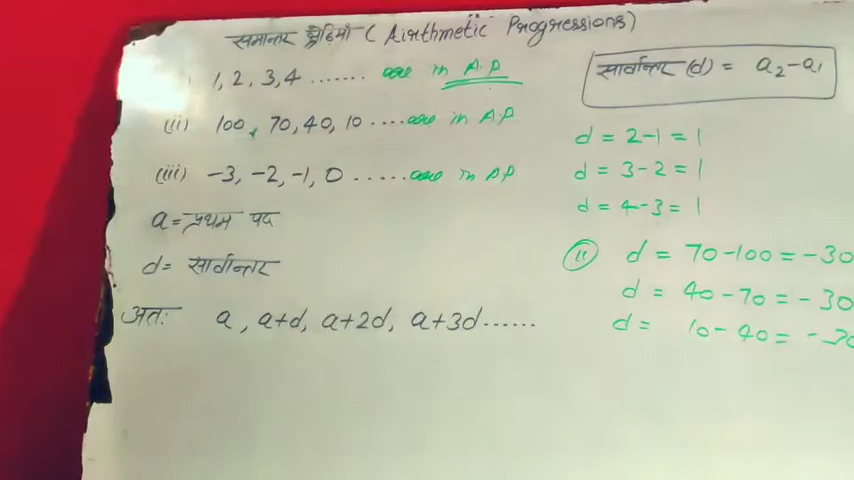 समान्तर श्रेढ़ियाँ ( Airthmetic Progressions)
1, 2, 3, 4 ....... are in A.P
(ii) 100, 70, 40, 10 .... are in A.P
(iii) -3, -2, -1, 0 ..... are in AP
a = प्रथम पद
d = सार्वान्तर
अतः a, a+d, a+2d, a+3d......
सार्वान्तर (d) = a₂-a₁
d = 2-1 = 1
d = 3-2 = 1
d = 4-3 = 1
(ii) d = 70-100 = -30
d = 40-70 = -30
d = 10-40 = -30